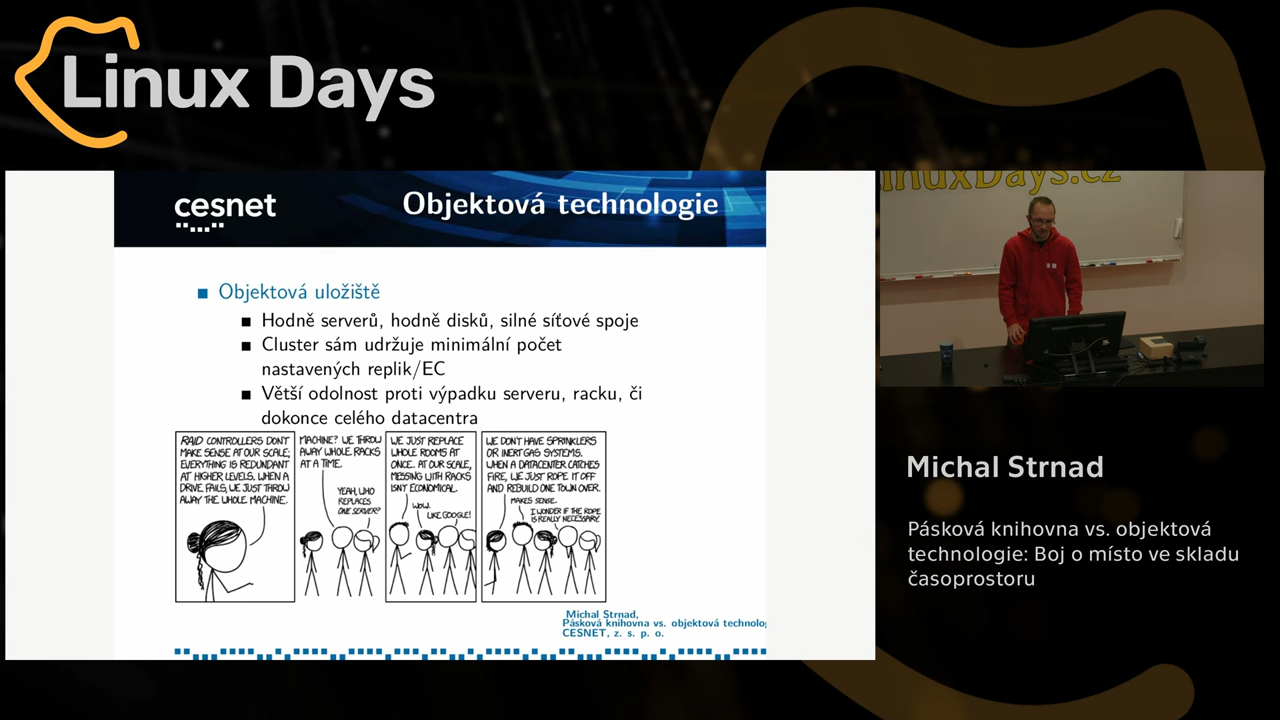 Linux Days
cesnet
Objektová technologie
Objektová uložiště
Hodně serverů, hodně disků, silné síťové spoje
Cluster sám udržuje minimální počet
nastavených replik/EC
Větší odolnost proti výpadku serveru, racku, či
dokonce celého datacentra
RAID CONTROLLERS DON'T
MAKE SENSE AT OUR SCALE;
EVERYTHING IS REDUNDANT
AT HIGHER LEVELS. WHEN A
DRIVE FAILS, WE JUST THROW
AWAY THE WHOLE MACHINE.
MACHINE? WE THROW
AWAY WHOLE RACKS
AT A TIME.
YEAH, WHO
REPLACES
ONE SERVER?
WE JUST REPLACE
WHOLE ROOMS AT
ONCE. AT OUR SCALE,
MESSING WITH RACKS
ISN'T ECONOMICAL.
WOW.
LIKE GOOGLE!
WE DON'T HAVE SPRINKLERS
OR INERT GAS SYSTEMS.
WHEN A DATACENTER CATCHES
FIRE, WE JUST ROPE IT OFF
AND REBUILD ONE TOWN OVER.
MAKES SENSE.
I WONDER IF THE ROPE
IS REALLY NECESSARY.
Michal Strnad,
Pásková knihovna vs. objektová technolog
CESNET, z. s. p. o.
inuxDays.cz
Michal Strnad
Pásková knihovna vs. objektová
technologie: Boj o místo ve skladu
časoprostoru